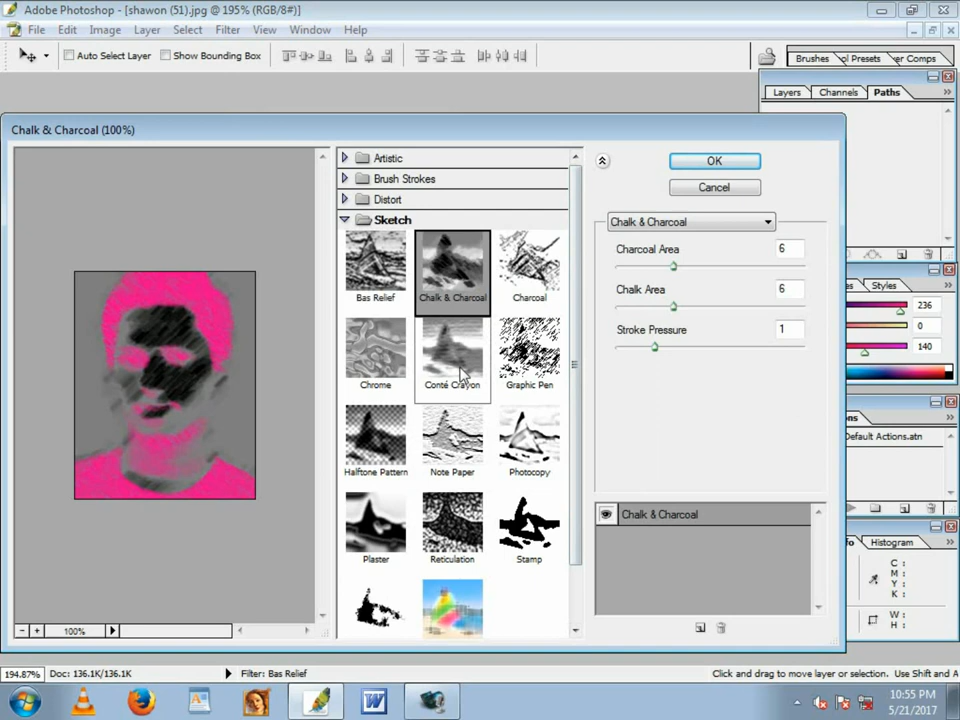 Adobe Photoshop - [shawon (51).jpg @ 195% (RGB/8#)]
File Edit Image Layer Select Filter View Window Help
Auto Select Layer Show Bounding Box
Brushes ol Presets er Comps
Layers Channels Paths
Chalk & Charcoal (100%)
Artistic
Brush Strokes
Distort
Sketch
Bas Relief Chalk & Charcoal Charcoal
Chrome Conté Crayon Graphic Pen
Halftone Pattern Note Paper Photocopy
Plaster Reticulation Stamp
OK
Cancel
Chalk & Charcoal
Charcoal Area 6
Chalk Area 6
Stroke Pressure 1
Chalk & Charcoal
es Styles
236
0
140
ons
Default Actions.atn
fo Histogram
C :
M :
Y :
K :
W :
H :
100%
194.87% Doc: 136.1K/136.1K Filter: Bas Relief Click and drag to move layer or selection. Use Shift and A
10:55 PM
5/21/2017